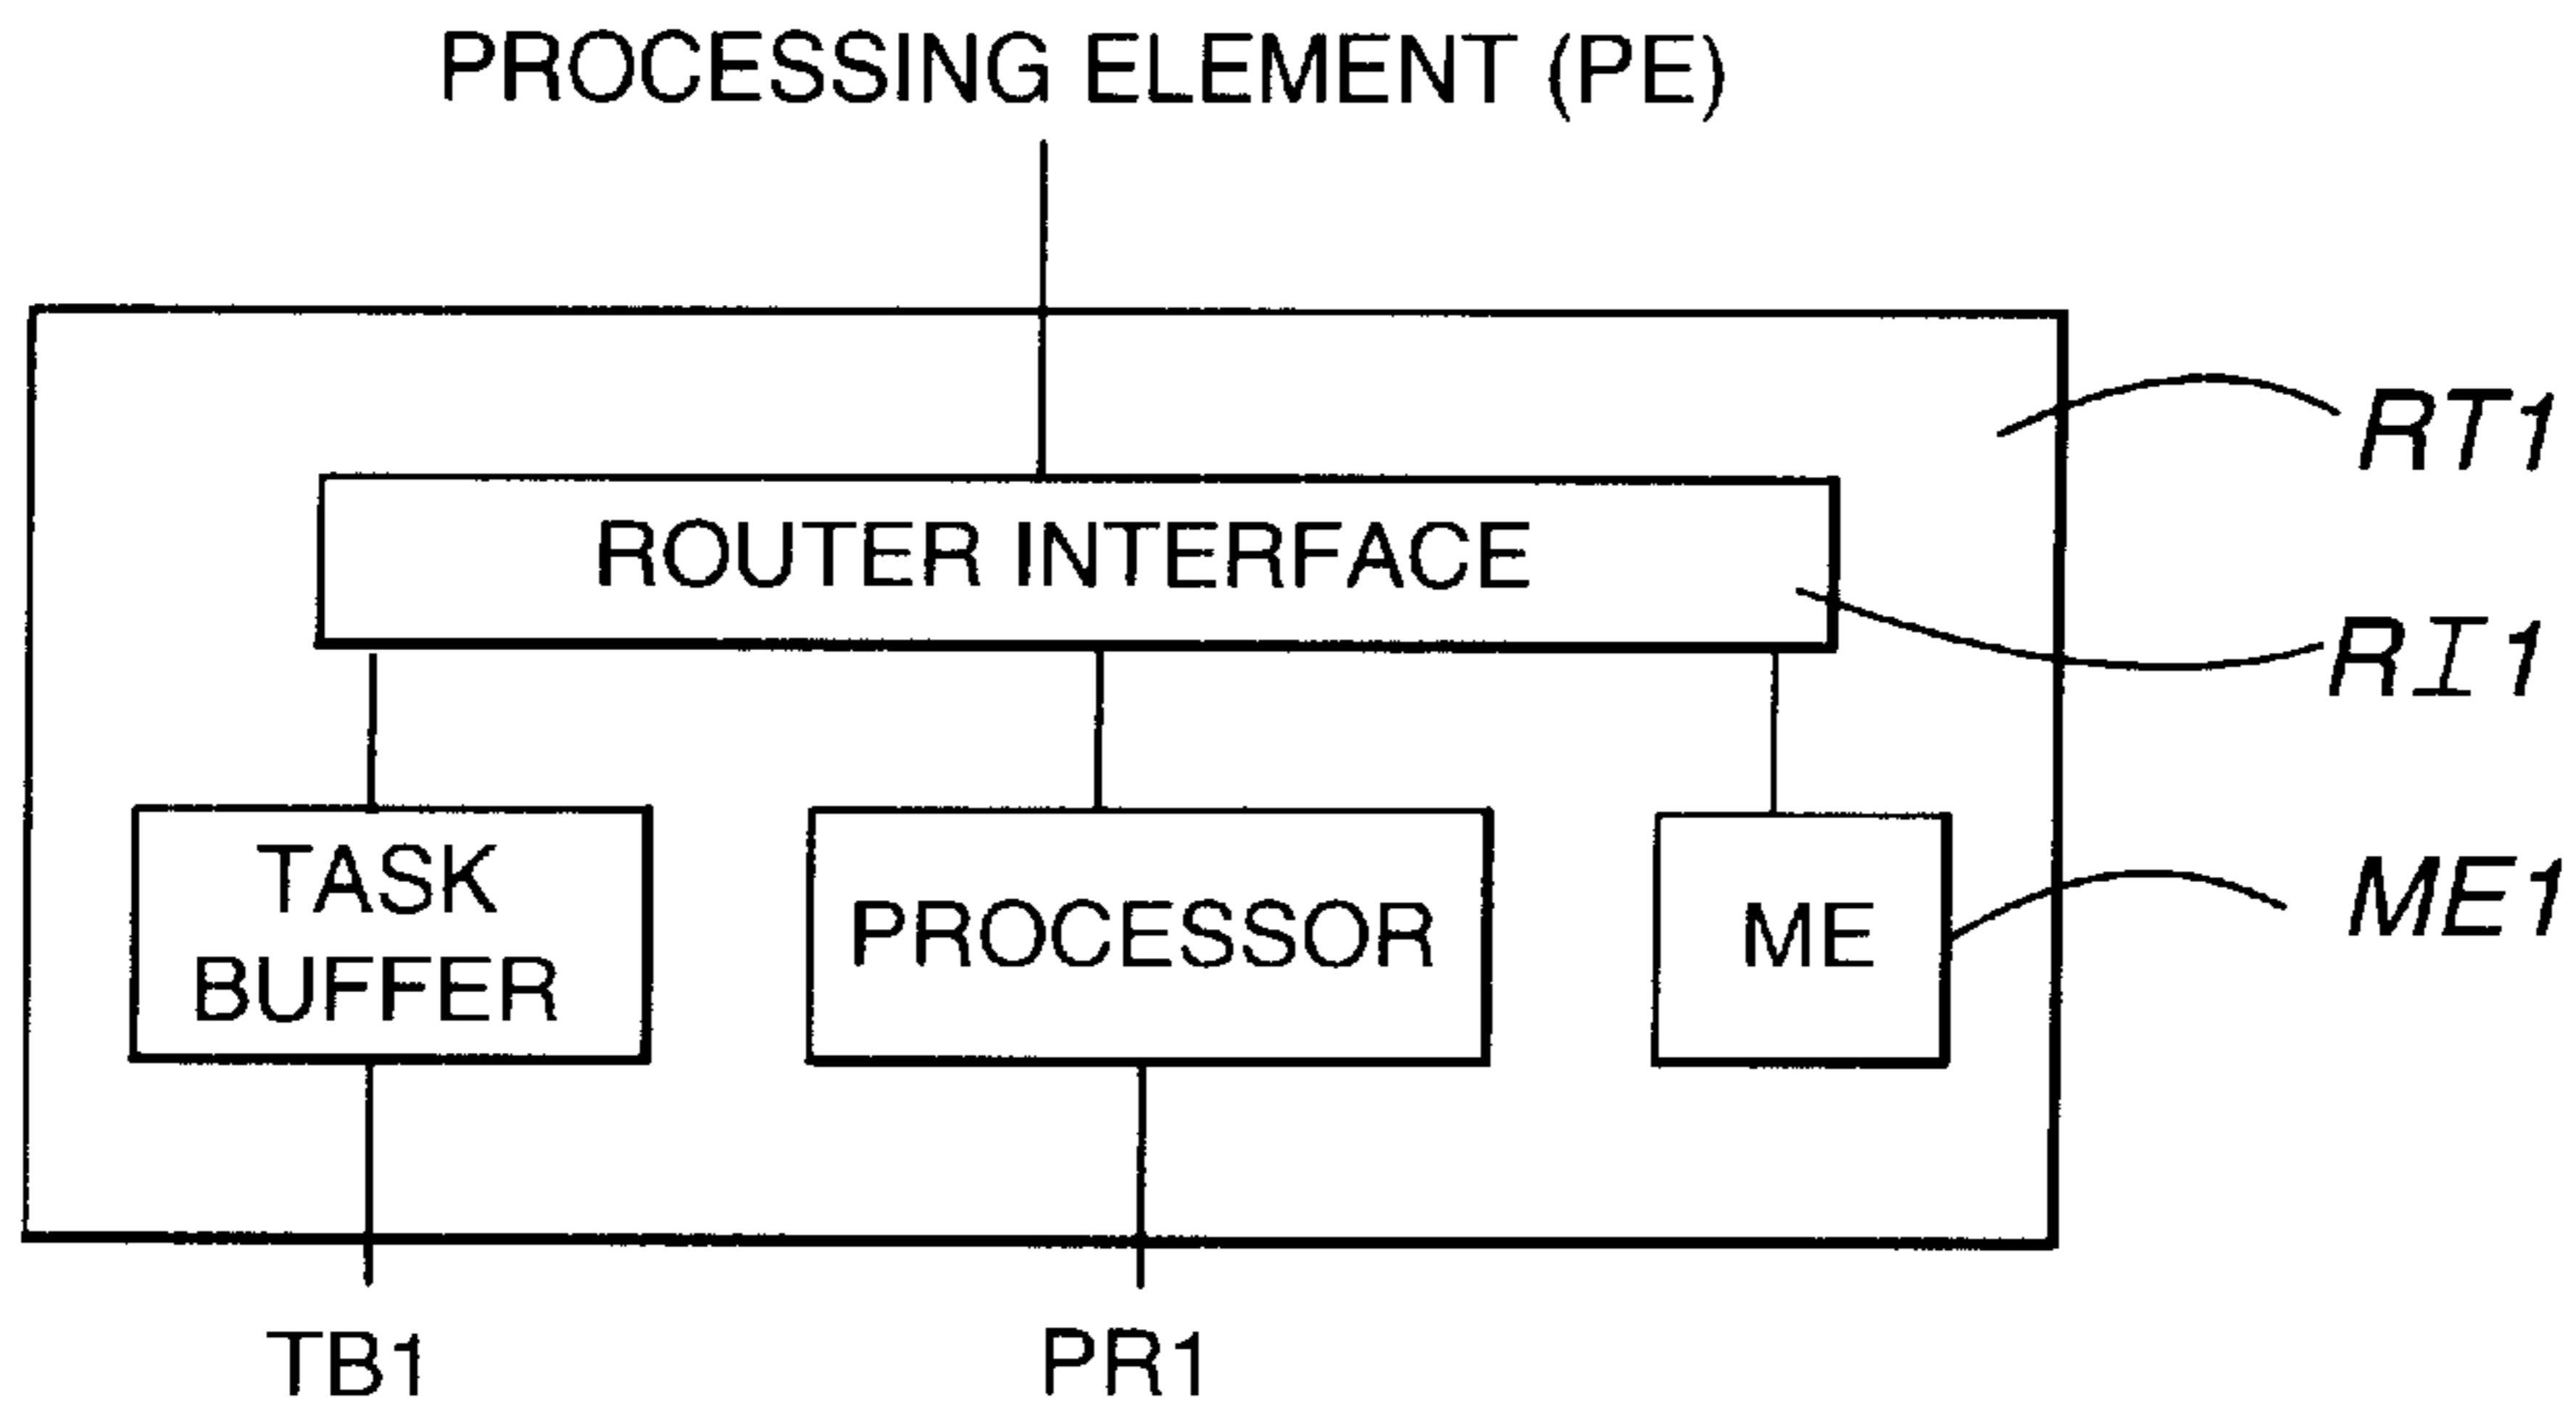 PROCESSING ELEMENT (PE)
RT1
ROUTER INTERFACE
RI1
TASK
BUFFER
PROCESSOR
ME
ME1
TB1
PR1